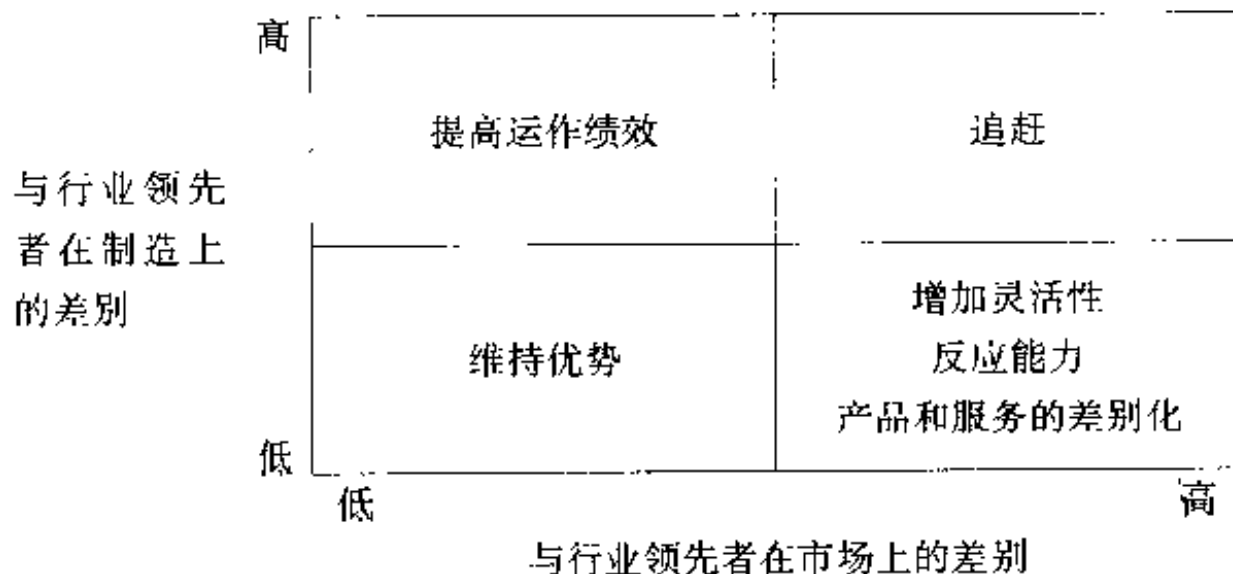 高
提高运作绩效
追赶
与行业领先
者在制造上
的差别
维持优势
增加灵活性
反应能力
产品和服务的差别化
低
低
高
与行业领先者在市场上的差别